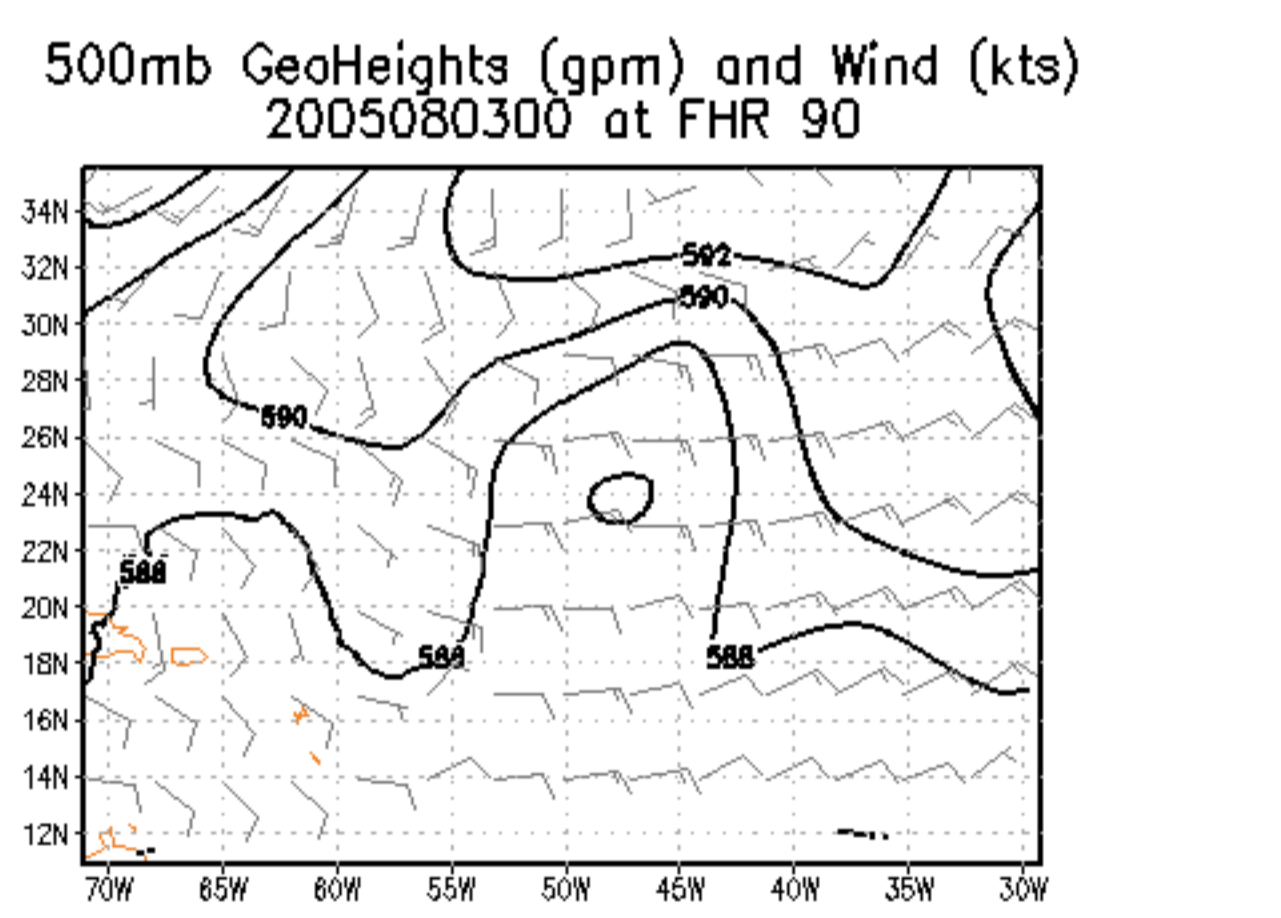 500mb GeoHeights (gpm) and Wind (kts)
2005080300 at FHR 90
34N
592
32N
590
30N
28N
590
26N
24N
22N
588
20N
588
588
18N
16N
14N
12N
70W 65W 60W 55W 50W 45W 40W 35W 30W